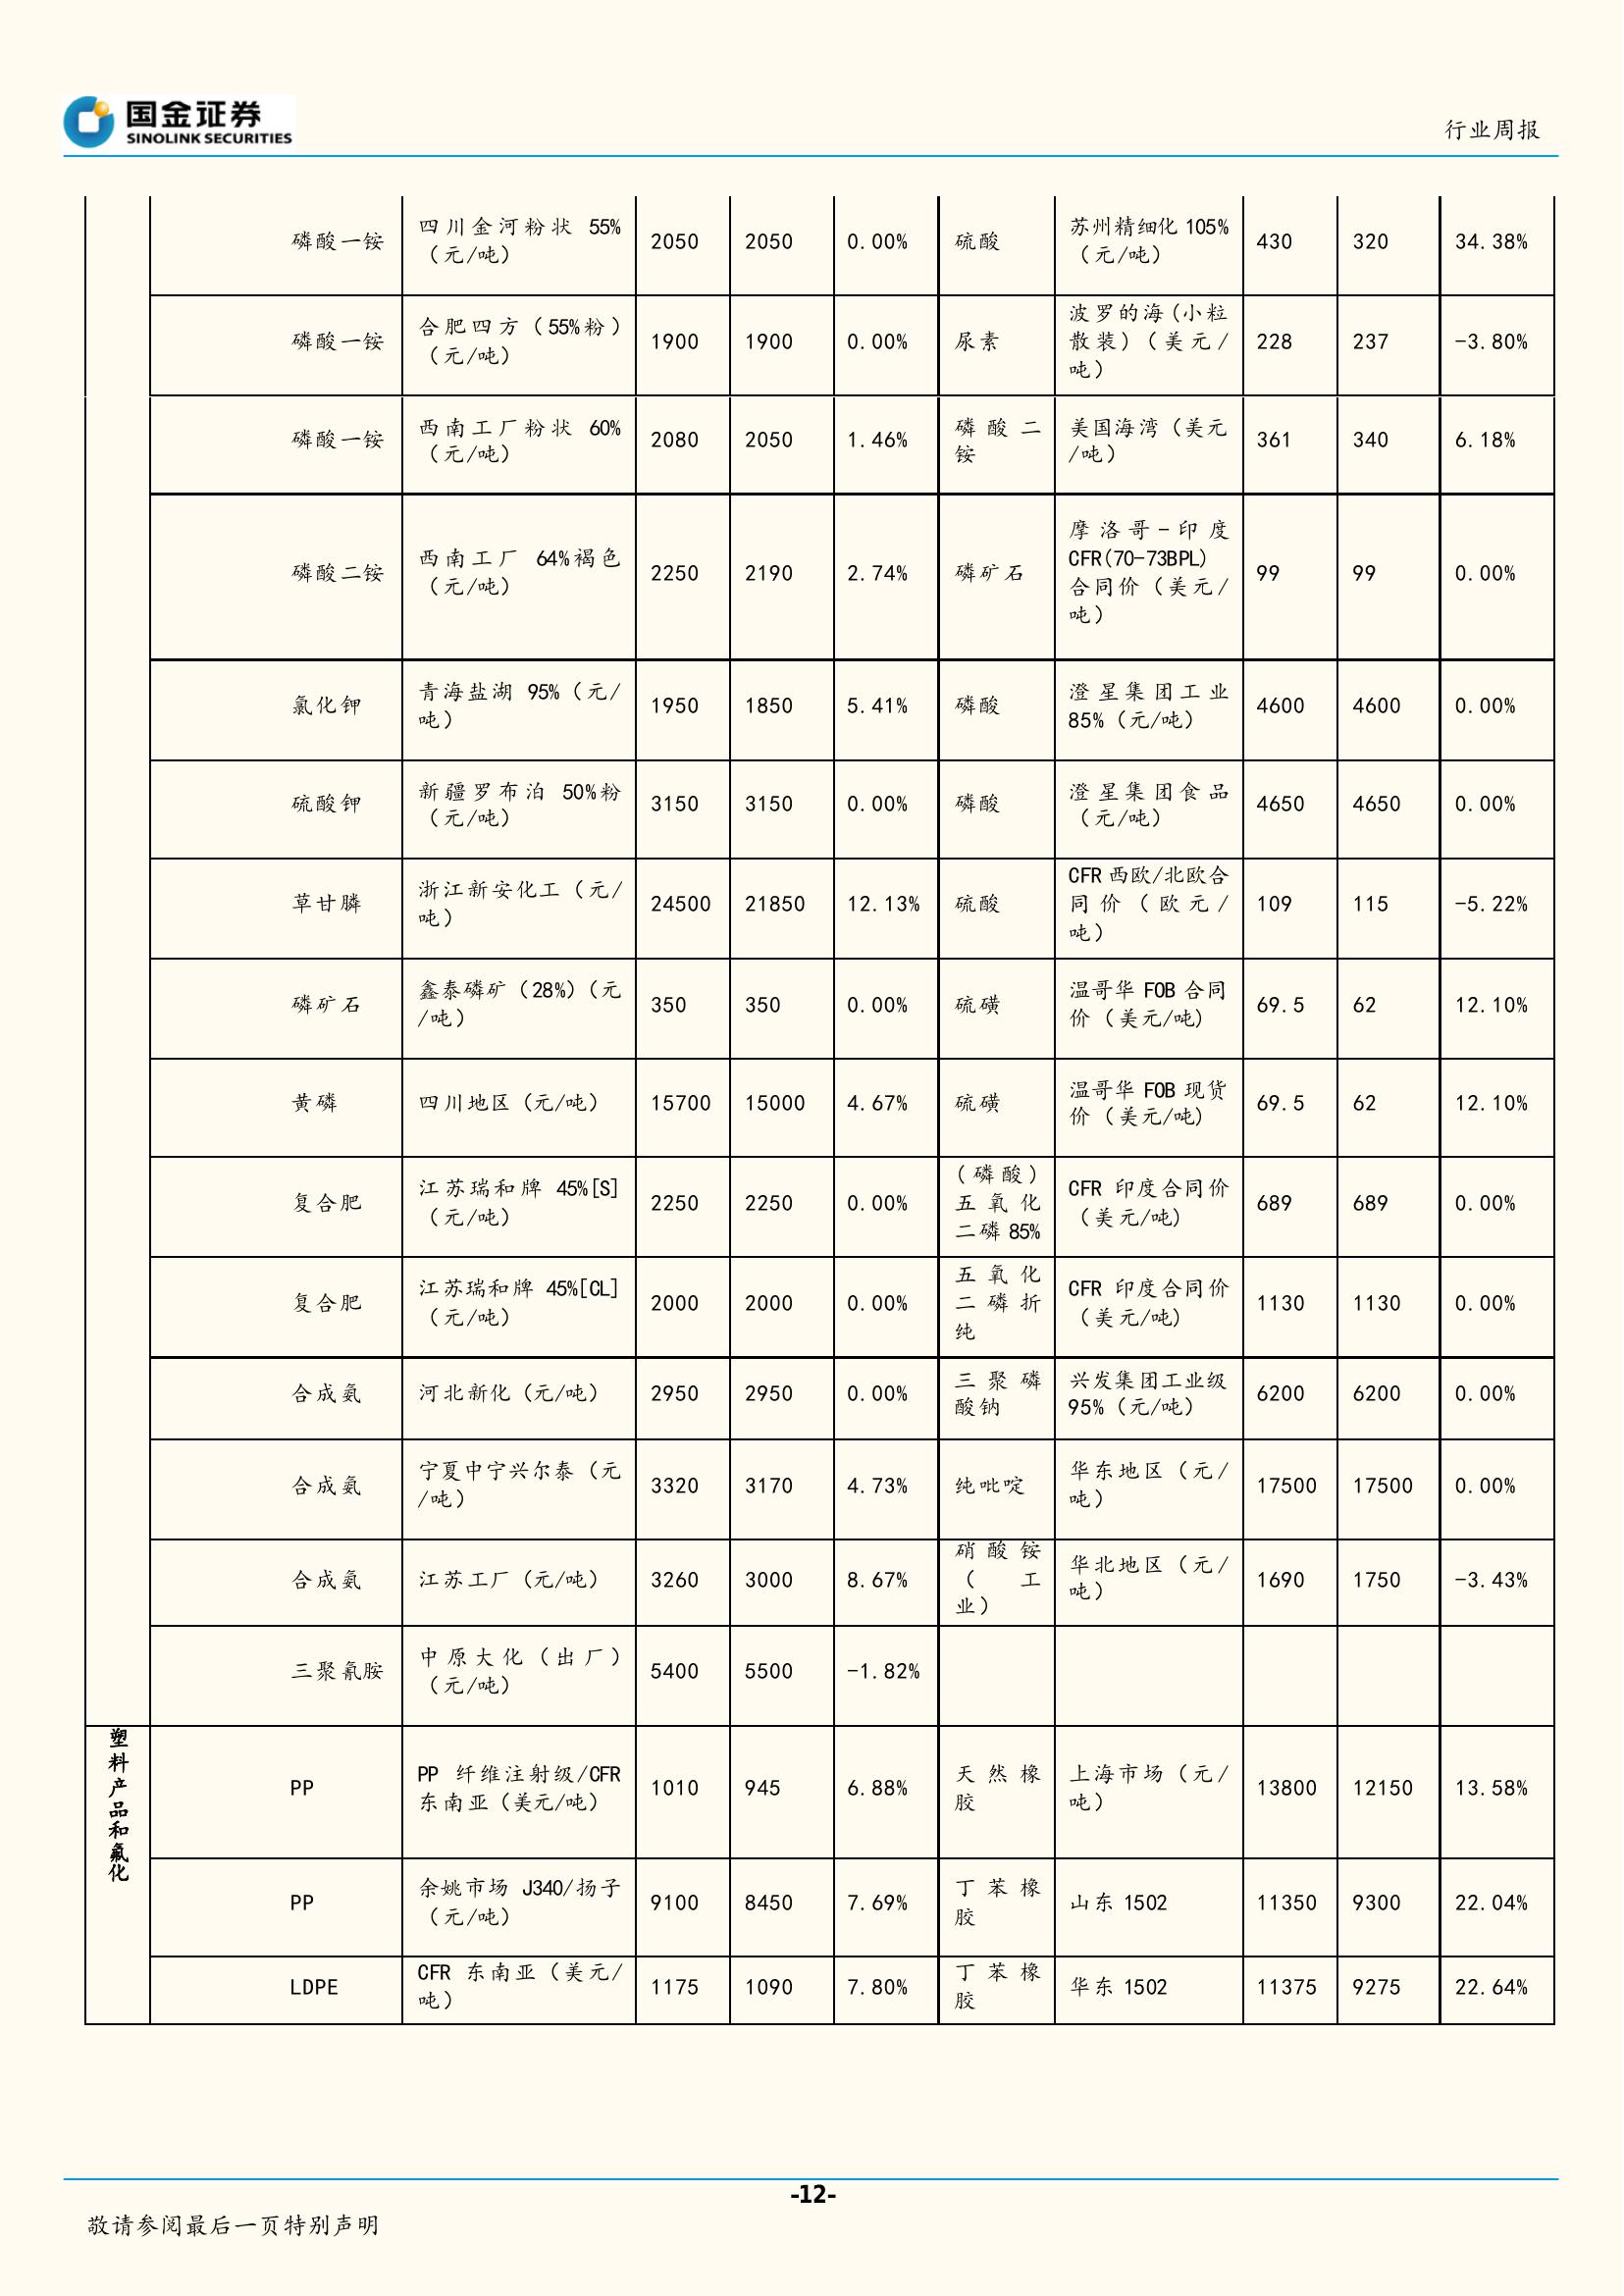 国金证券
SINOLINK SECURITIES
行业周报
磷酸一铵 四川金河粉状 55% 2050 2050 0.00% 硫酸 苏州精细化 105% 430 320 34.38%
（元/吨） （元/吨）
磷酸一铵 合肥四方（55%粉） 1900 1900 0.00% 尿素 波罗的海(小粒 228 237 -3.80%
（元/吨） 散装)（美元/
吨）
磷酸一铵 西南工厂粉状 60% 2080 2050 1.46% 磷酸二 美国海湾（美元 361 340 6.18%
（元/吨） 铵 /吨）
磷酸二铵 西南工厂 64%褐色 2250 2190 2.74% 磷矿石 摩洛哥-印度 99 99 0.00%
（元/吨） CFR(70-73BPL)
合同价（美元/
吨）
氯化钾 青海盐湖 95%（元/ 1950 1850 5.41% 磷酸 澄星集团工业 4600 4600 0.00%
吨） 85%（元/吨）
硫酸钾 新疆罗布泊 50%粉 3150 3150 0.00% 磷酸 澄星集团食品 4650 4650 0.00%
（元/吨） （元/吨）
草甘膦 浙江新安化工（元/ 24500 21850 12.13% 硫酸 CFR 西欧/北欧合 109 115 -5.22%
吨） 同价（欧元/
吨）
磷矿石 鑫泰磷矿（28%)（元 350 350 0.00% 硫磺 温哥华 FOB 合同 69.5 62 12.10%
/吨） 价（美元/吨)
黄磷 四川地区（元/吨） 15700 15000 4.67% 硫磺 温哥华 FOB 现货 69.5 62 12.10%
价（美元/吨)
复合肥 江苏瑞和牌 45%[S] 2250 2250 0.00% （磷酸） CFR 印度合同价 689 689 0.00%
（元/吨） 五氧化 （美元/吨)
二磷 85%
复合肥 江苏瑞和牌 45%[CL] 2000 2000 0.00% 五氧化 CFR 印度合同价 1130 1130 0.00%
（元/吨） 二磷折 （美元/吨)
纯
合成氨 河北新化（元/吨） 2950 2950 0.00% 三聚磷 兴发集团工业级 6200 6200 0.00%
酸钠 95%（元/吨）
合成氨 宁夏中宁兴尔泰（元 3320 3170 4.73% 纯吡啶 华东地区（元/ 17500 17500 0.00%
/吨） 吨）
合成氨 江苏工厂（元/吨） 3260 3000 8.67% 硝酸铵 华北地区（元/ 1690 1750 -3.43%
（工 吨）
业）
三聚氰胺 中原大化（出厂） 5400 5500 -1.82%
（元/吨）
塑料产品和氟化
PP PP 纤维注射级/CFR 1010 945 6.88% 天然橡 上海市场（元/ 13800 12150 13.58%
东南亚（美元/吨） 胶 吨）
PP 余姚市场 J340/扬子 9100 8450 7.69% 丁苯橡 山东 1502 11350 9300 22.04%
（元/吨） 胶
LDPE CFR 东南亚（美元/ 1175 1090 7.80% 丁苯橡 华东 1502 11375 9275 22.64%
吨） 胶
-12-
敬请参阅最后一页特别声明